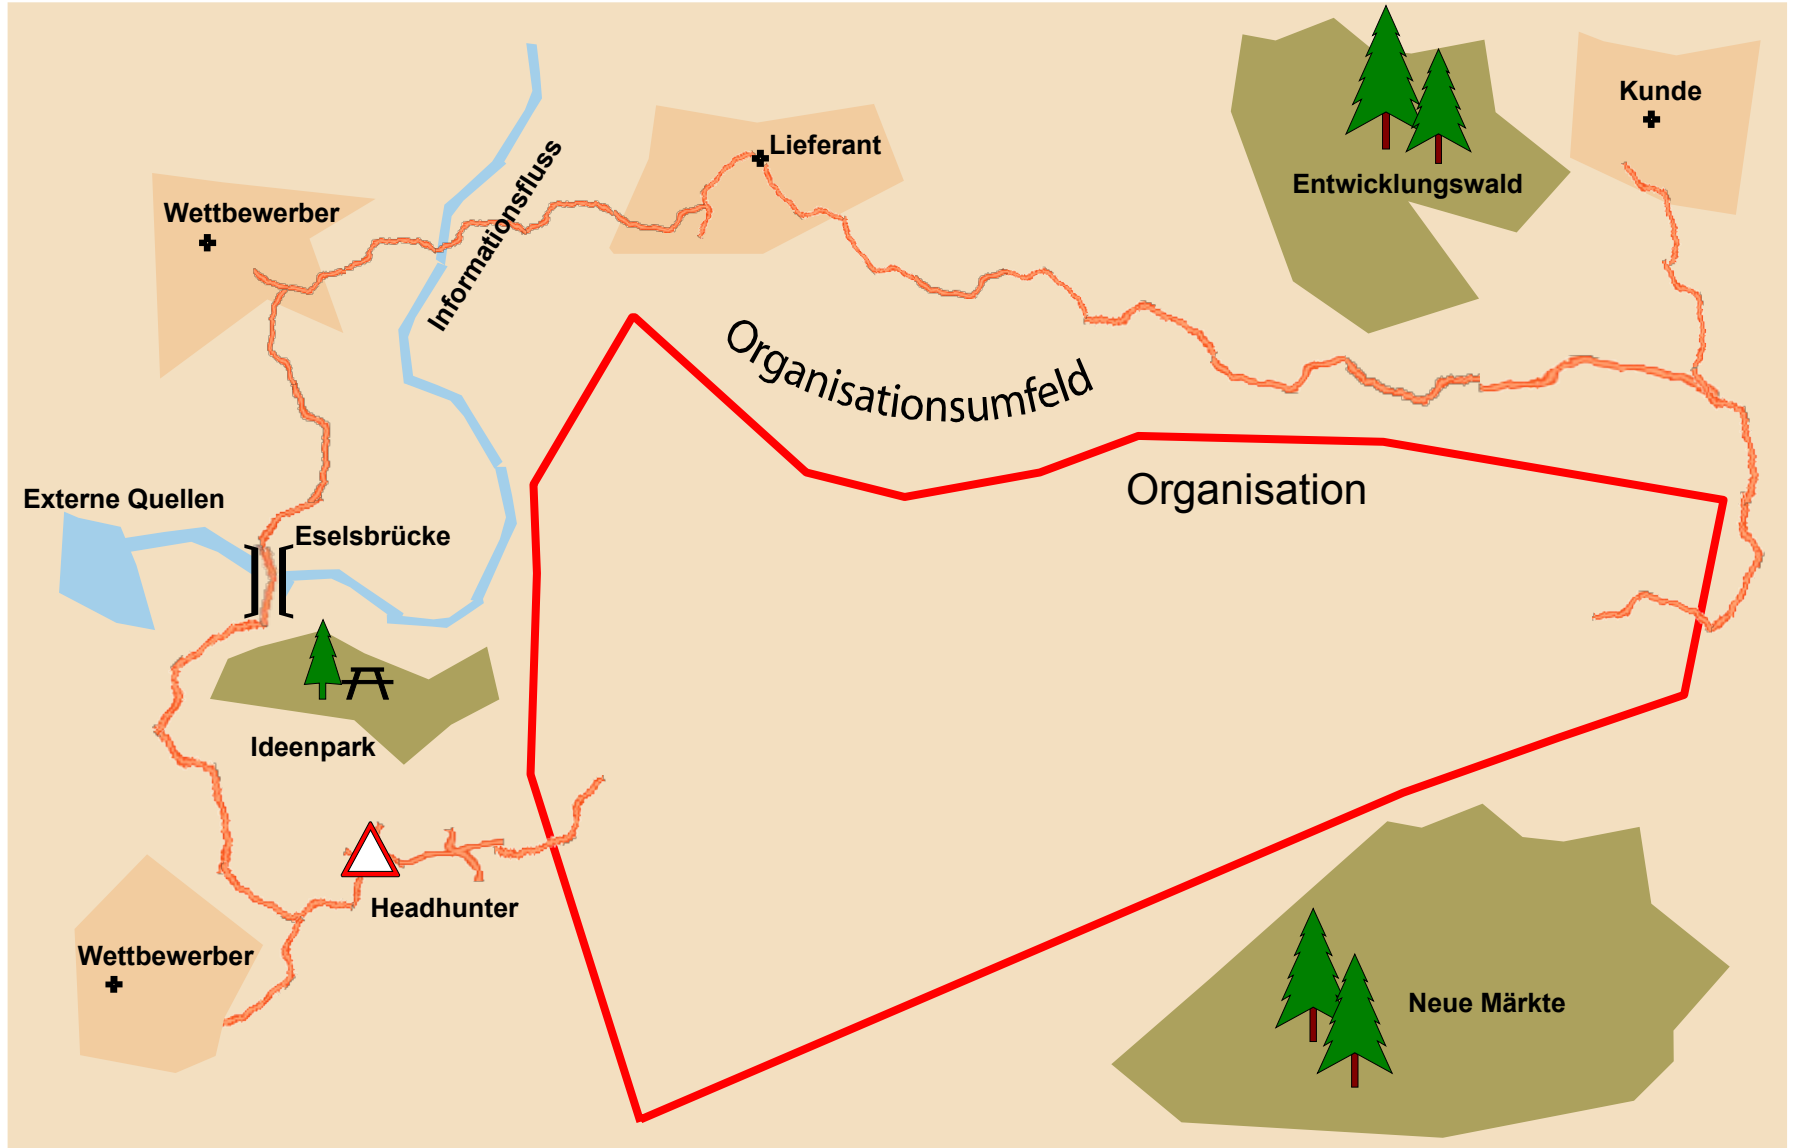 Kunde
Lieferant
Entwicklungswald
Wettbewerber
Informationsfluss
Organisationsumfeld
Organisation
Externe Quellen
Eselsbrücke
Ideenpark
Headhunter
Wettbewerber
Neue Märkte